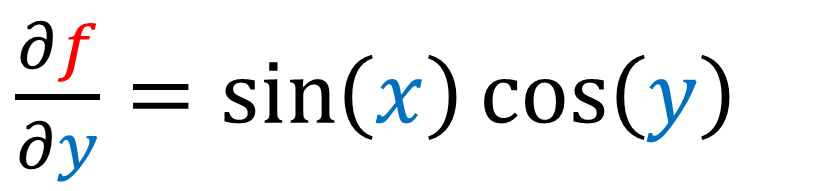 ∂f/∂y = sin(x) cos(y)